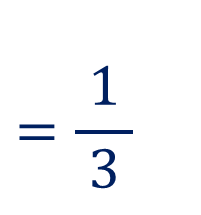 = 1/3